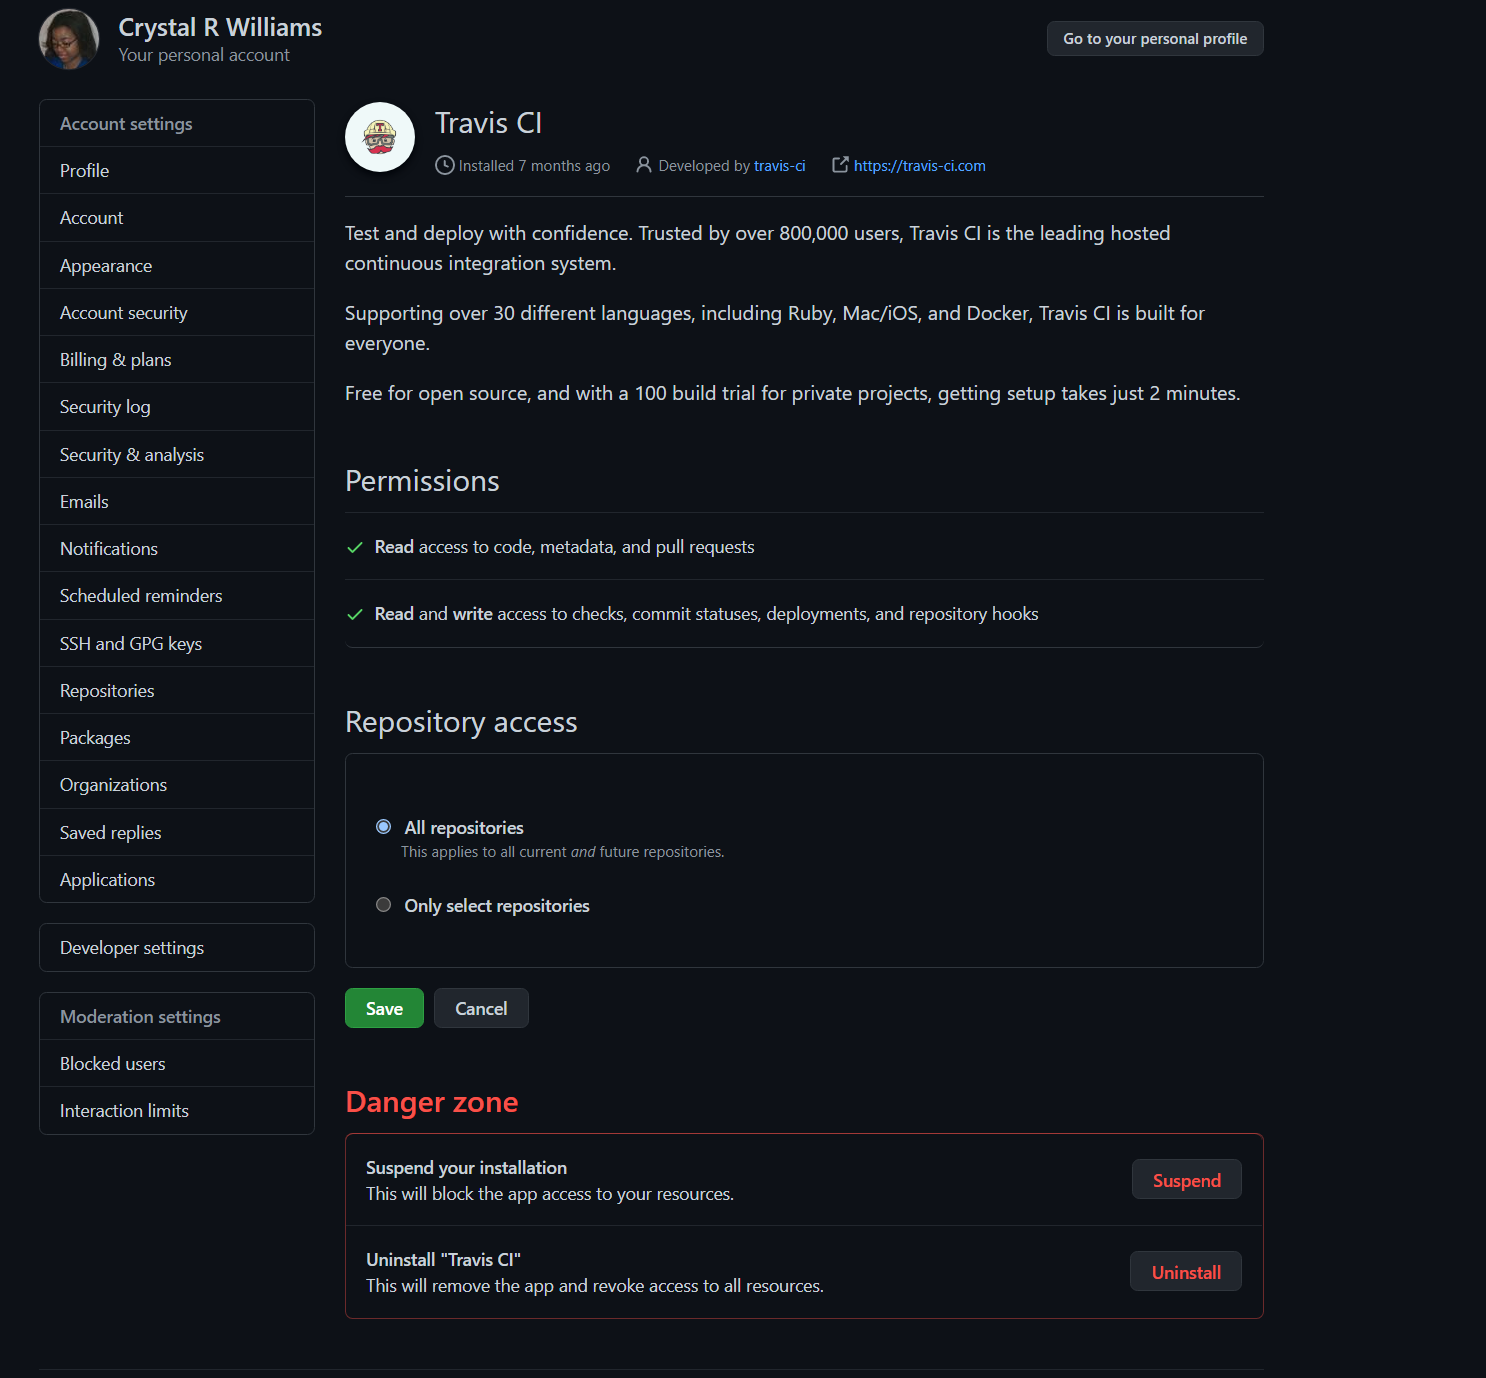 Crystal R Williams
Your personal account
Go to your personal profile
Account settings
Profile
Account
Appearance
Account security
Billing & plans
Security log
Security & analysis
Emails
Notifications
Scheduled reminders
SSH and GPG keys
Repositories
Packages
Organizations
Saved replies
Applications
Developer settings
Moderation settings
Blocked users
Interaction limits
Travis CI
Installed 7 months ago Developed by travis-ci https://travis-ci.com
Test and deploy with confidence. Trusted by over 800,000 users, Travis CI is the leading hosted
continuous integration system.
Supporting over 30 different languages, including Ruby, Mac/iOS, and Docker, Travis CI is built for
everyone.
Free for open source, and with a 100 build trial for private projects, getting setup takes just 2 minutes.
Permissions
Read access to code, metadata, and pull requests
Read and write access to checks, commit statuses, deployments, and repository hooks
Repository access
All repositories
This applies to all current and future repositories.
Only select repositories
Save Cancel
Danger zone
Suspend your installation
This will block the app access to your resources.
Suspend
Uninstall "Travis CI"
This will remove the app and revoke access to all resources.
Uninstall